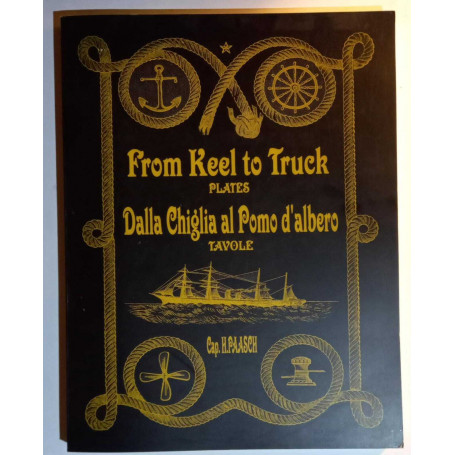 From Keel to Truck
PLATES
Dalla Chiglia al Pomo d'albero
TAVOLE
Cap. H.PAASCH